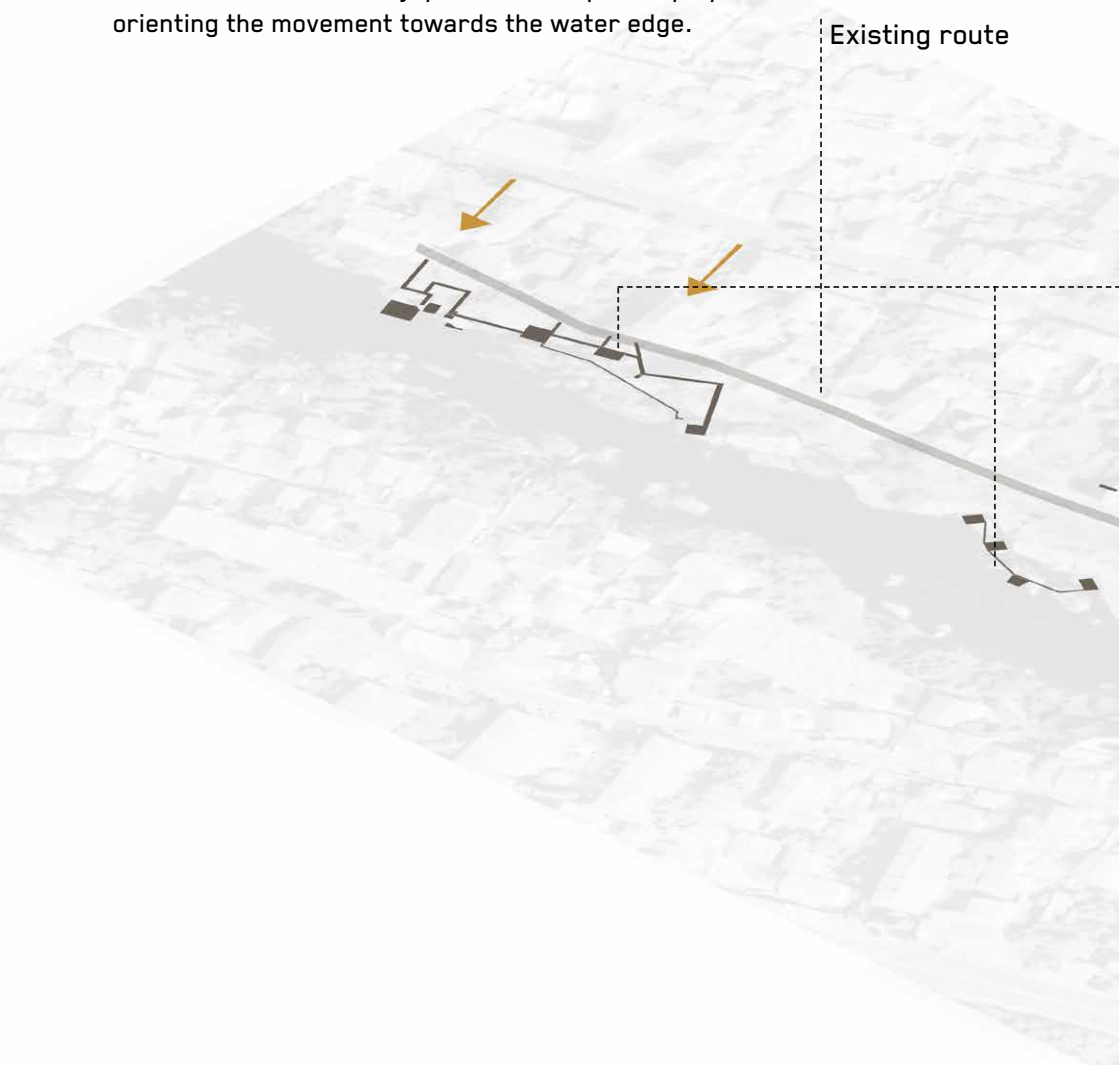 orienting the movement towards the water edge.
Existing route